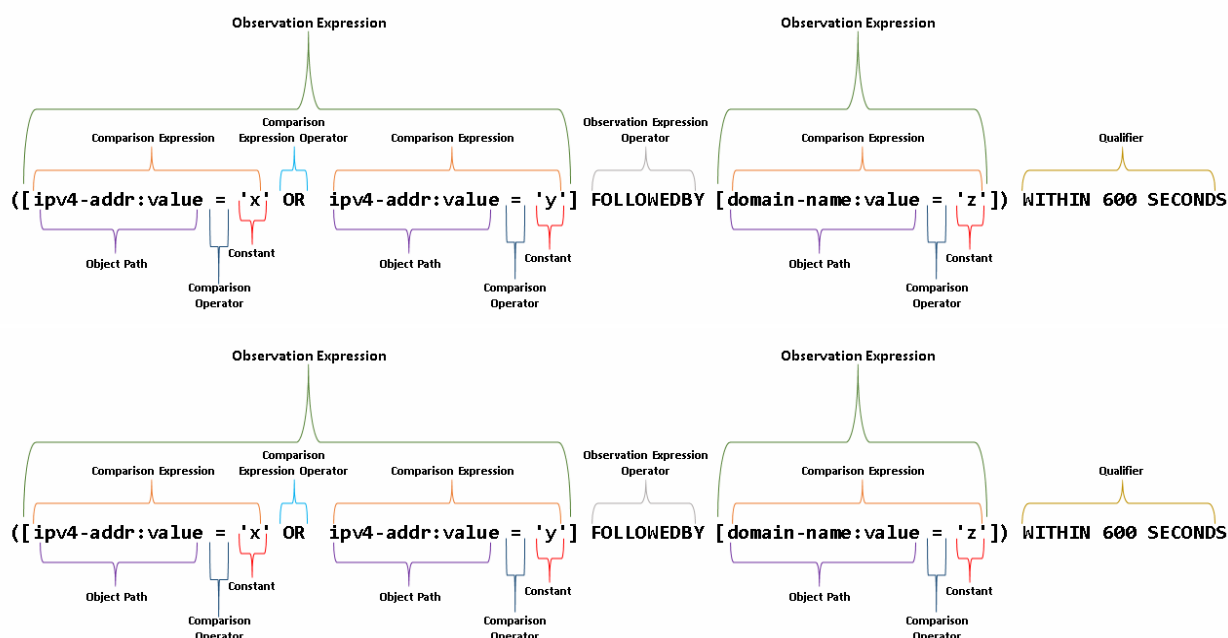 Observation Expression Observation Expression
Comparison Observation Expression
Comparison Expression Expression Operator Comparison Expression Operator Comparison Expression Qualifier
([ipv4-addr:value = 'x' OR ipv4-addr:value = 'y'] FOLLOWEDBY [domain-name:value = 'z']) WITHIN 600 SECONDS
Constant Constant Constant
Object Path Object Path Object Path
Comparison Comparison Comparison
Operator Operator Operator
Observation Expression Observation Expression
Comparison Observation Expression
Comparison Expression Expression Operator Comparison Expression Operator Comparison Expression Qualifier
([ipv4-addr:value = 'x' OR ipv4-addr:value = 'y'] FOLLOWEDBY [domain-name:value = 'z']) WITHIN 600 SECONDS
Constant Constant Constant
Object Path Object Path Object Path
Comparison Comparison Comparison
Operator Operator Operator